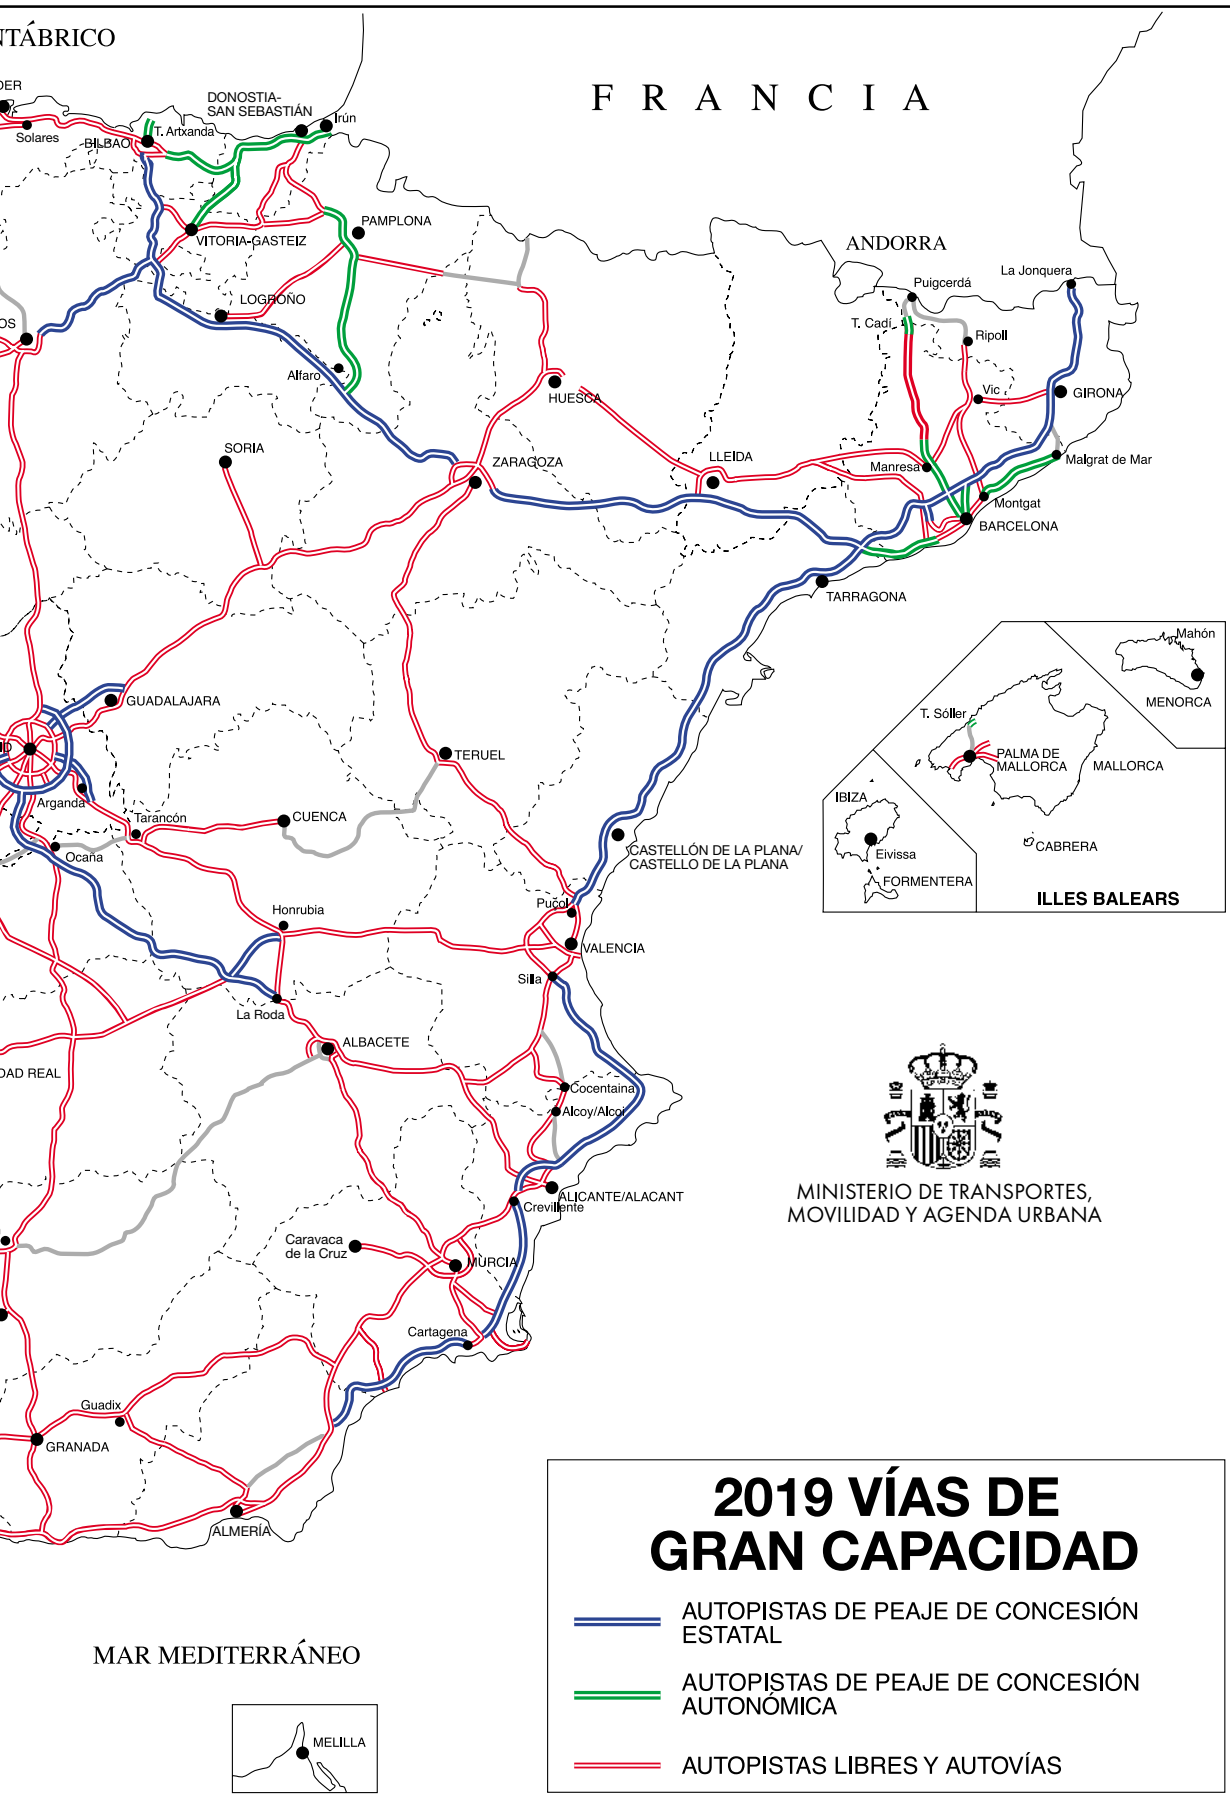 NTÁBRICO
FRANCIA
DER
Solares
BILBAO
T. Artxanda
DONOSTIA-
SAN SEBASTIÁN
Irún
VITORIA-GASTEIZ
PAMPLONA
ANDORRA
La Jonquera
Puigcerdá
T. Cadí
Ripoll
LOGROÑO
OS
Alfaro
HUESCA
Vic
GIRONA
SORIA
ZARAGOZA
LLEIDA
Manresa
Malgrat de Mar
Montgat
BARCELONA
TARRAGONA
GUADALAJARA
ID
Arganda
Tarancón
Ocaña
CUENCA
TERUEL
CASTELLÓN DE LA PLANA/
CASTELLO DE LA PLANA
Mahón
MENORCA
T. Sóller
PALMA DE
MALLORCA
MALLORCA
IBIZA
Eivissa
FORMENTERA
CABRERA
ILLES BALEARS
Honrubia
Puçol
VALENCIA
Silla
La Roda
ALBACETE
DAD REAL
Cocentaina
Alcoy/Alcoi
ALICANTE/ALACANT
Crevillente
Caravaca
de la Cruz
MURCIA
Cartagena
MINISTERIO DE TRANSPORTES,
MOVILIDAD Y AGENDA URBANA
Guadix
GRANADA
ALMERÍA
2019 VÍAS DE
GRAN CAPACIDAD
AUTOPISTAS DE PEAJE DE CONCESIÓN
ESTATAL
AUTOPISTAS DE PEAJE DE CONCESIÓN
AUTONÓMICA
AUTOPISTAS LIBRES Y AUTOVÍAS
MAR MEDITERRÁNEO
MELILLA